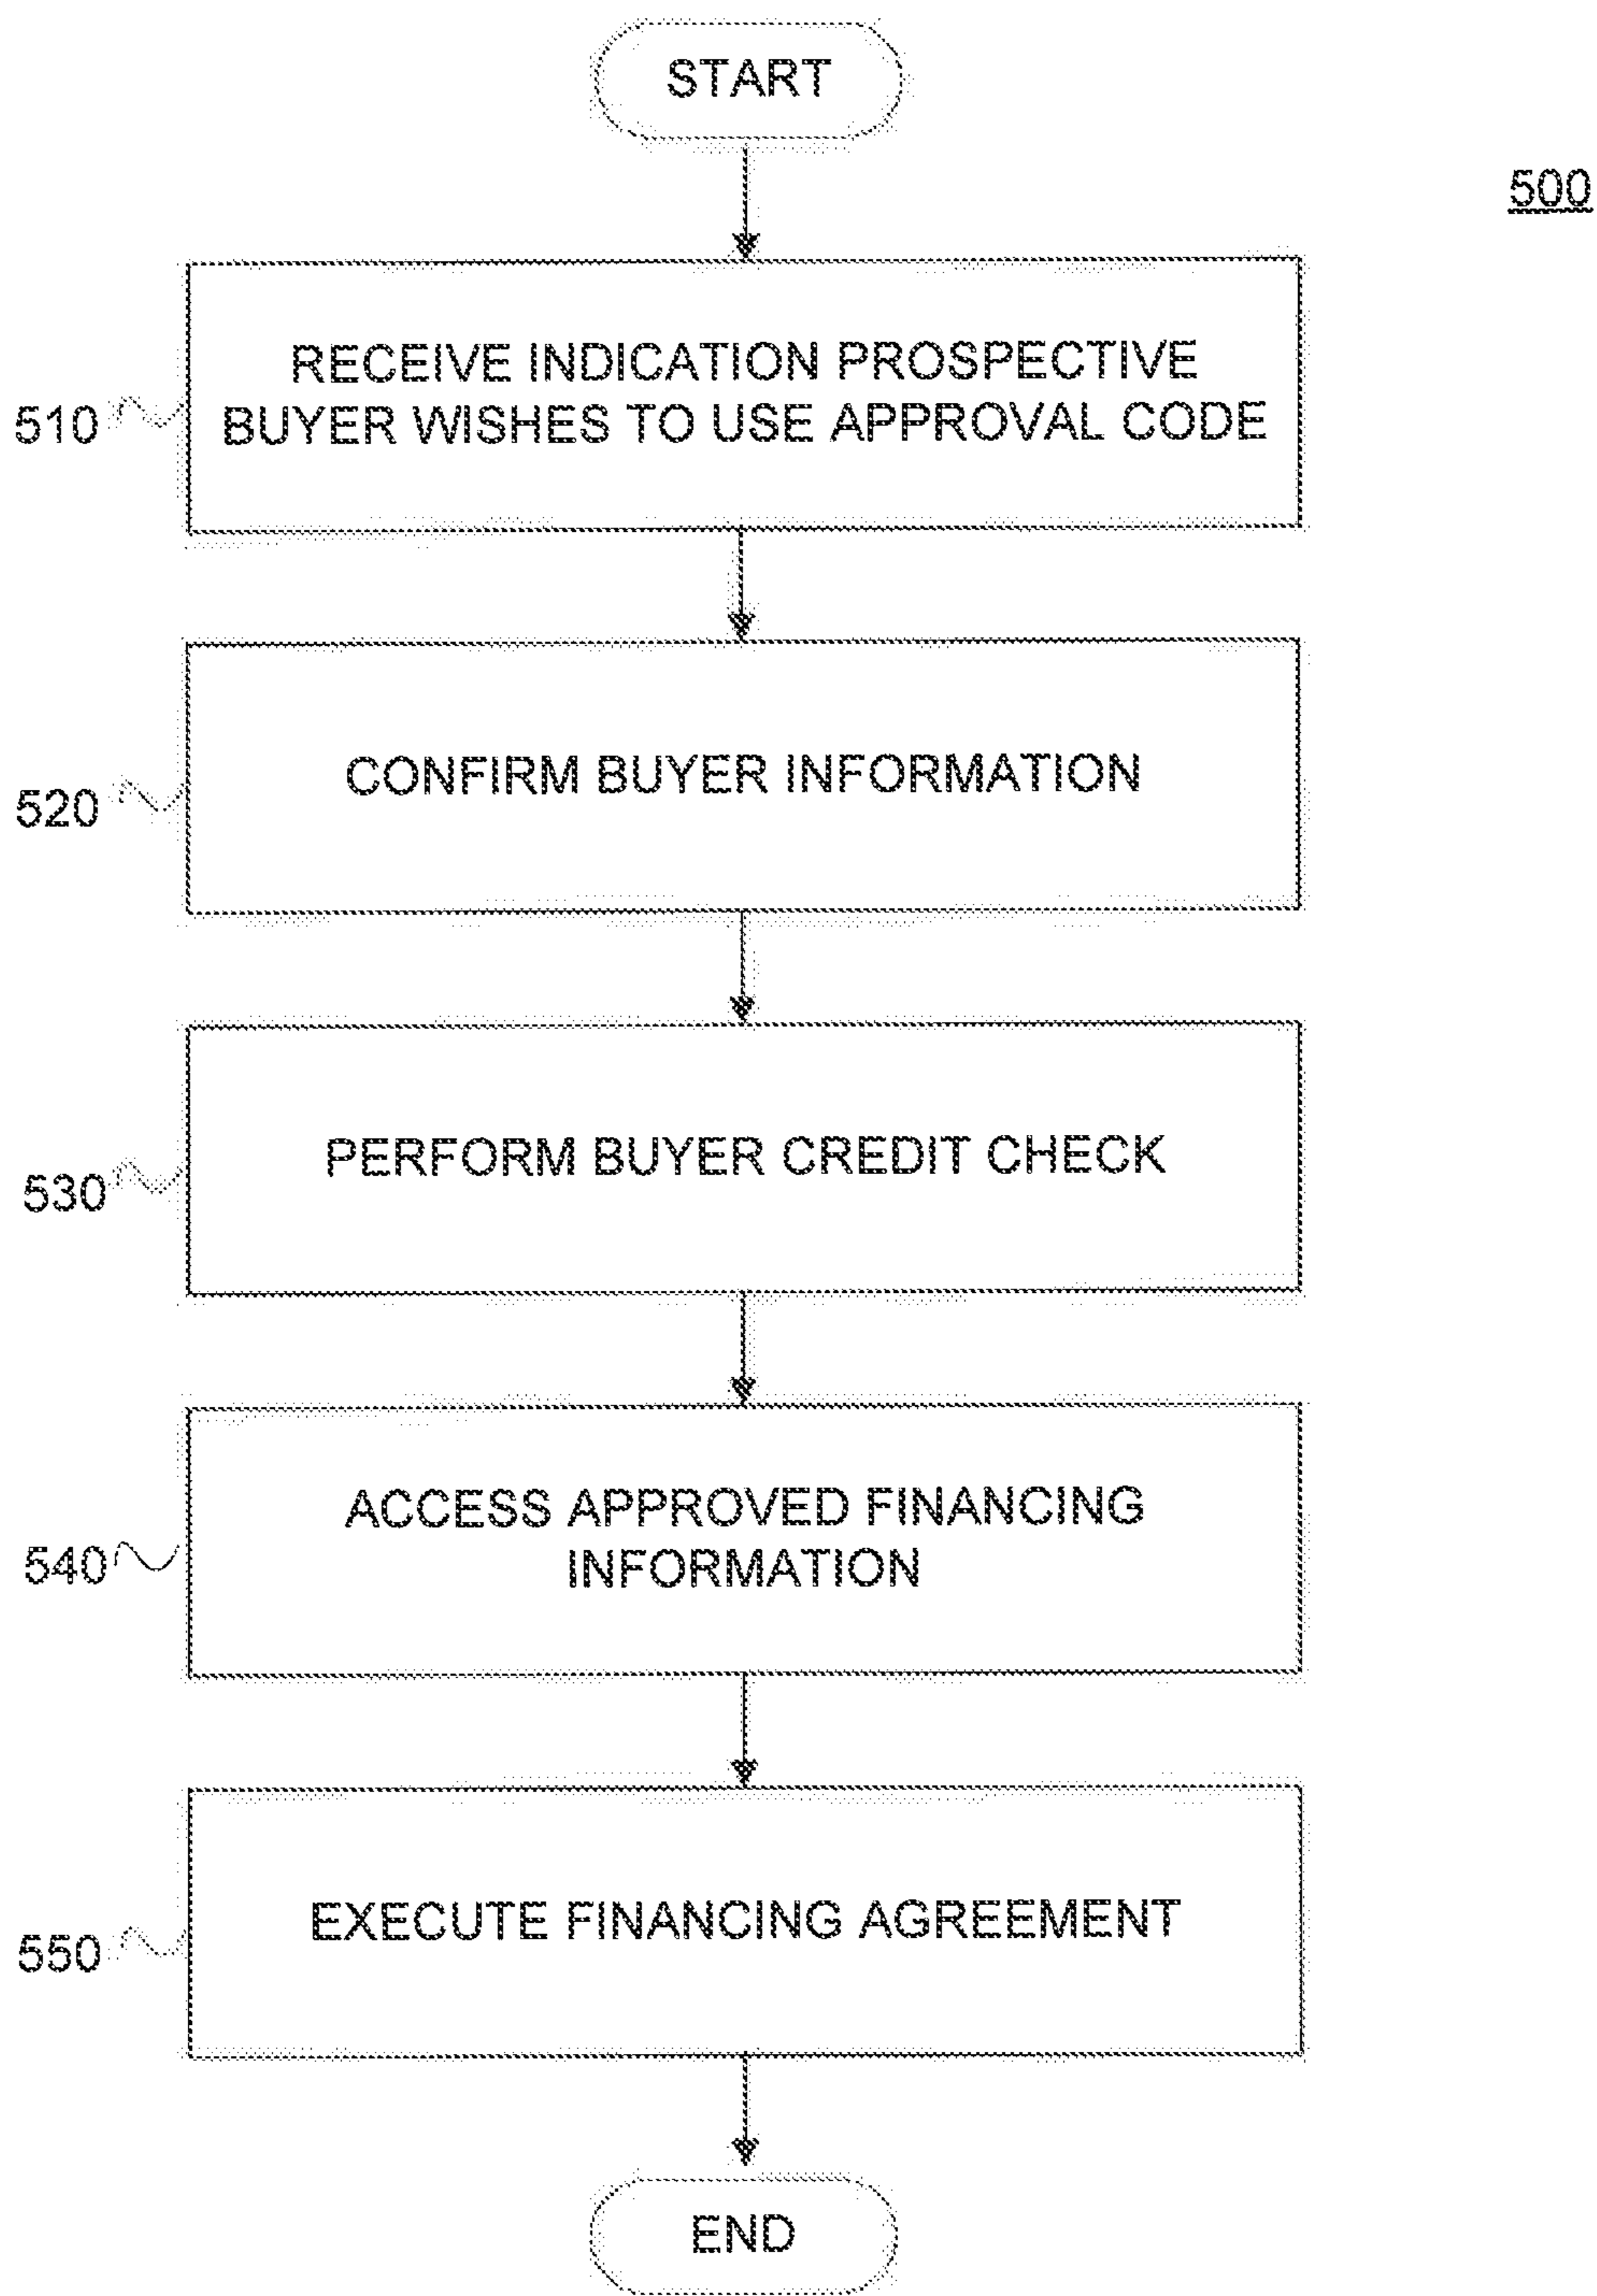 START
500
RECEIVE INDICATION PROSPECTIVE
BUYER WISHES TO USE APPROVAL CODE
510
CONFIRM BUYER INFORMATION
520
PERFORM BUYER CREDIT CHECK
530
ACCESS APPROVED FINANCING
INFORMATION
540
EXECUTE FINANCING AGREEMENT
550
END